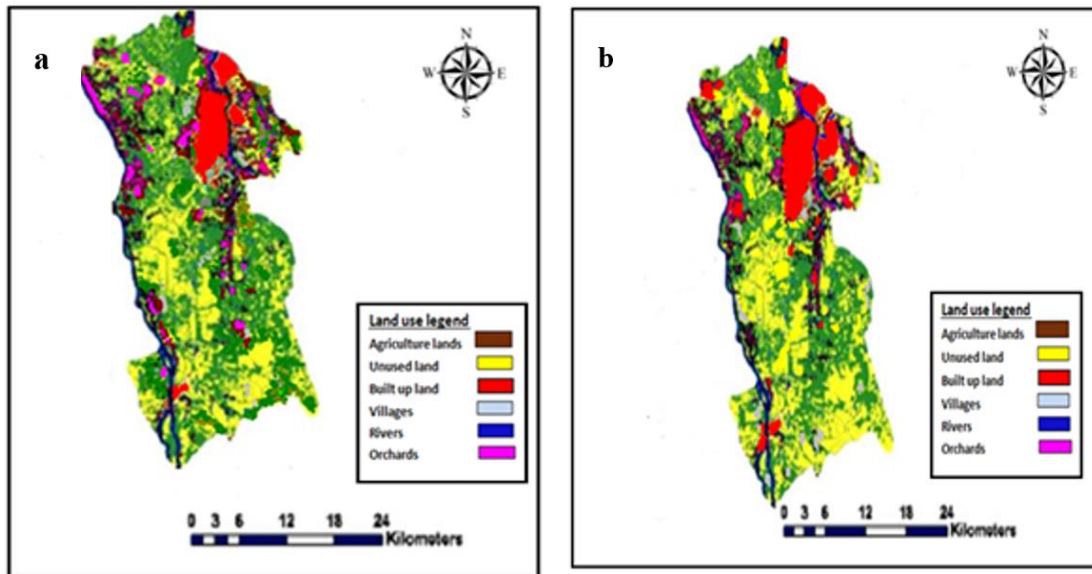 a
N
W E
S
Land use legend
Agriculture lands
Unused land
Built up land
Villages
Rivers
Orchards
0 3 6 12 18 24
Kilometers
b
N
W E
S
Land use legend
Agriculture lands
Unused land
Built up land
Villages
Rivers
Orchards
0 3 6 12 18 24
Kilometers